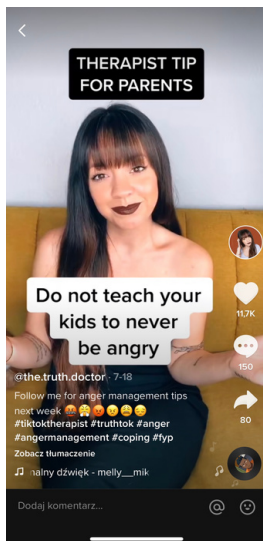 THERAPIST TIP
FOR PARENTS
Do not teach your
kids to never
be angry
@the.truth.doctor · 7-18
Follow me for anger management tips
next week 🤬😤😡😠😩😏
#tiktoktherapist #truthtok #anger
#angermanagement #coping #fyp
Zobacz tłumaczenie
nalny dźwięk - melly__mik
11,7K
150
80
Dodaj komentarz...